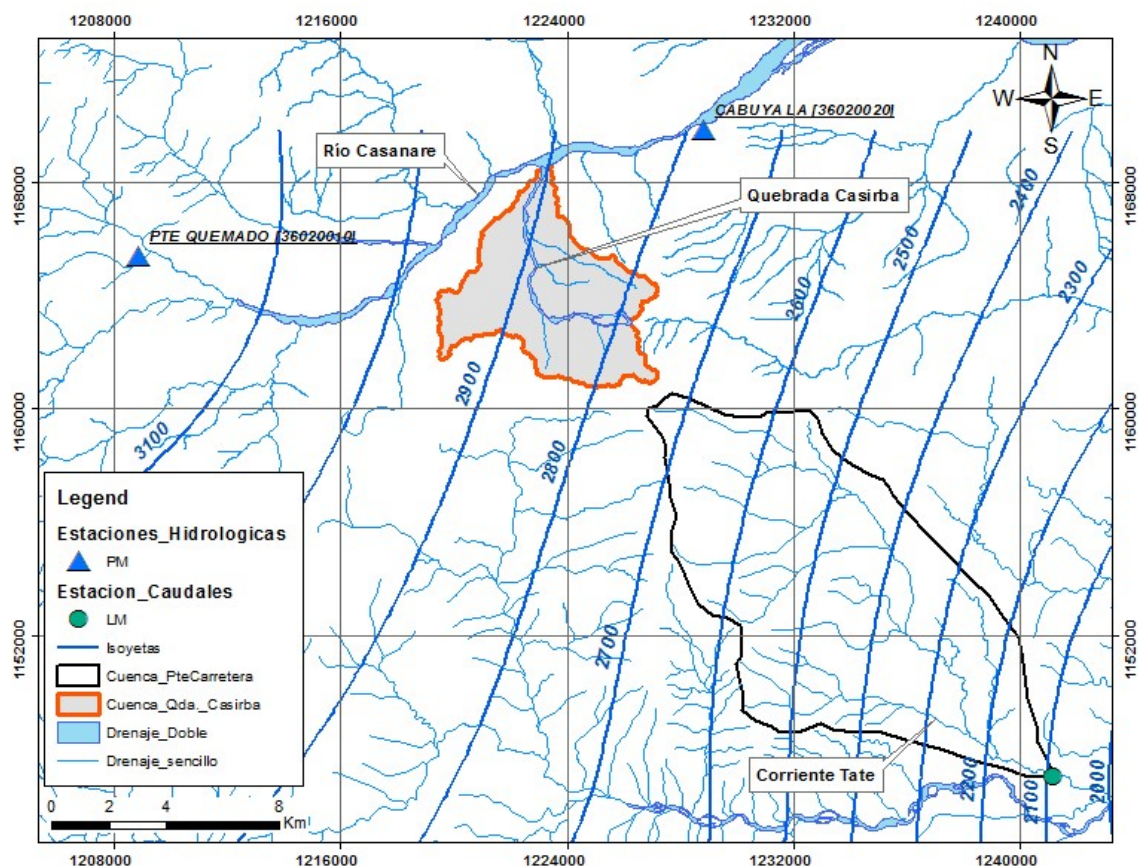 1208000 1216000 1224000 1232000 1240000
N
W E
S
CABUYA LA [36020020]
Río Casanare
1168000 1168000
Quebrada Casirba
2400
PTE QUEMADO [36020010]
2500
2300
2600
2900
1160000 1160000
3100
2800
Legend
Estaciones_Hidrologicas
PM
Estacion_Caudales
LM
Isoyetas
Cuenca_PteCarretera
Cuenca_Qda._Casirba
Drenaje_Doble
Drenaje_sencillo
0 2 4 8
Km
2700
1152000 1152000
Corriente Tate
2200
2100
2000
1208000 1216000 1224000 1232000 1240000